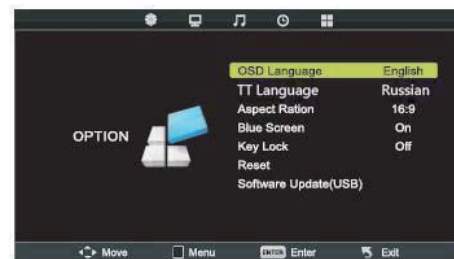 OSD Language English
TT Language Russian
Aspect Ration 16:9
Blue Screen On
Key Lock Off
Reset
Software Update(USB)
OPTION
Move Menu ENTER Enter Exit